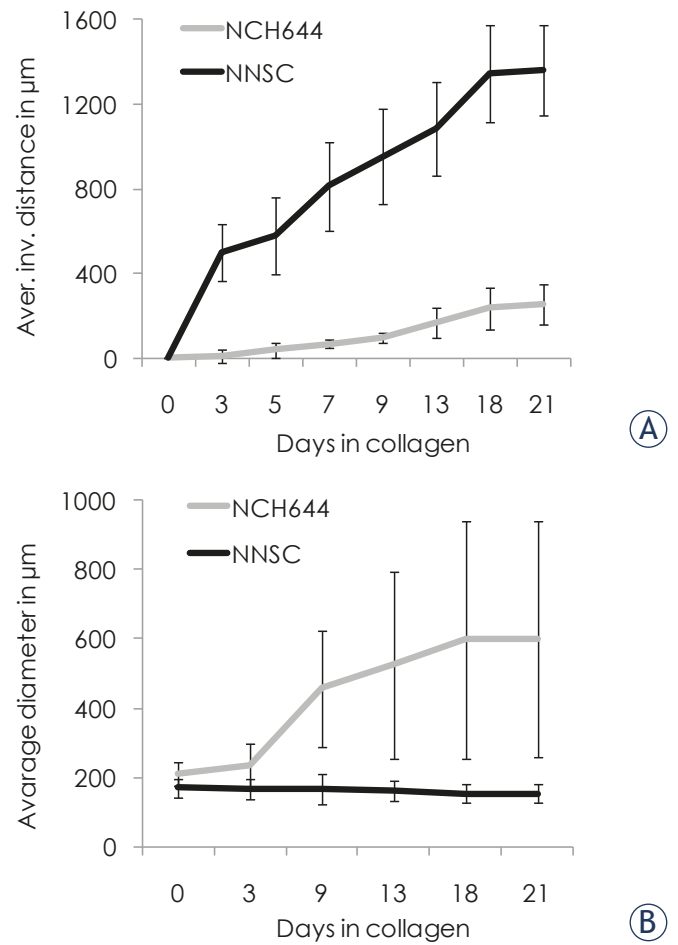 1600
1200
800
400
0
Aver. inv. distance in µm
NCH644
NNSC
0 3 5 7 9 13 18 21
Days in collagen
A
1000
800
600
400
200
0
Avarage diameter in µm
NCH644
NNSC
0 3 9 13 18 21
Days in collagen
B